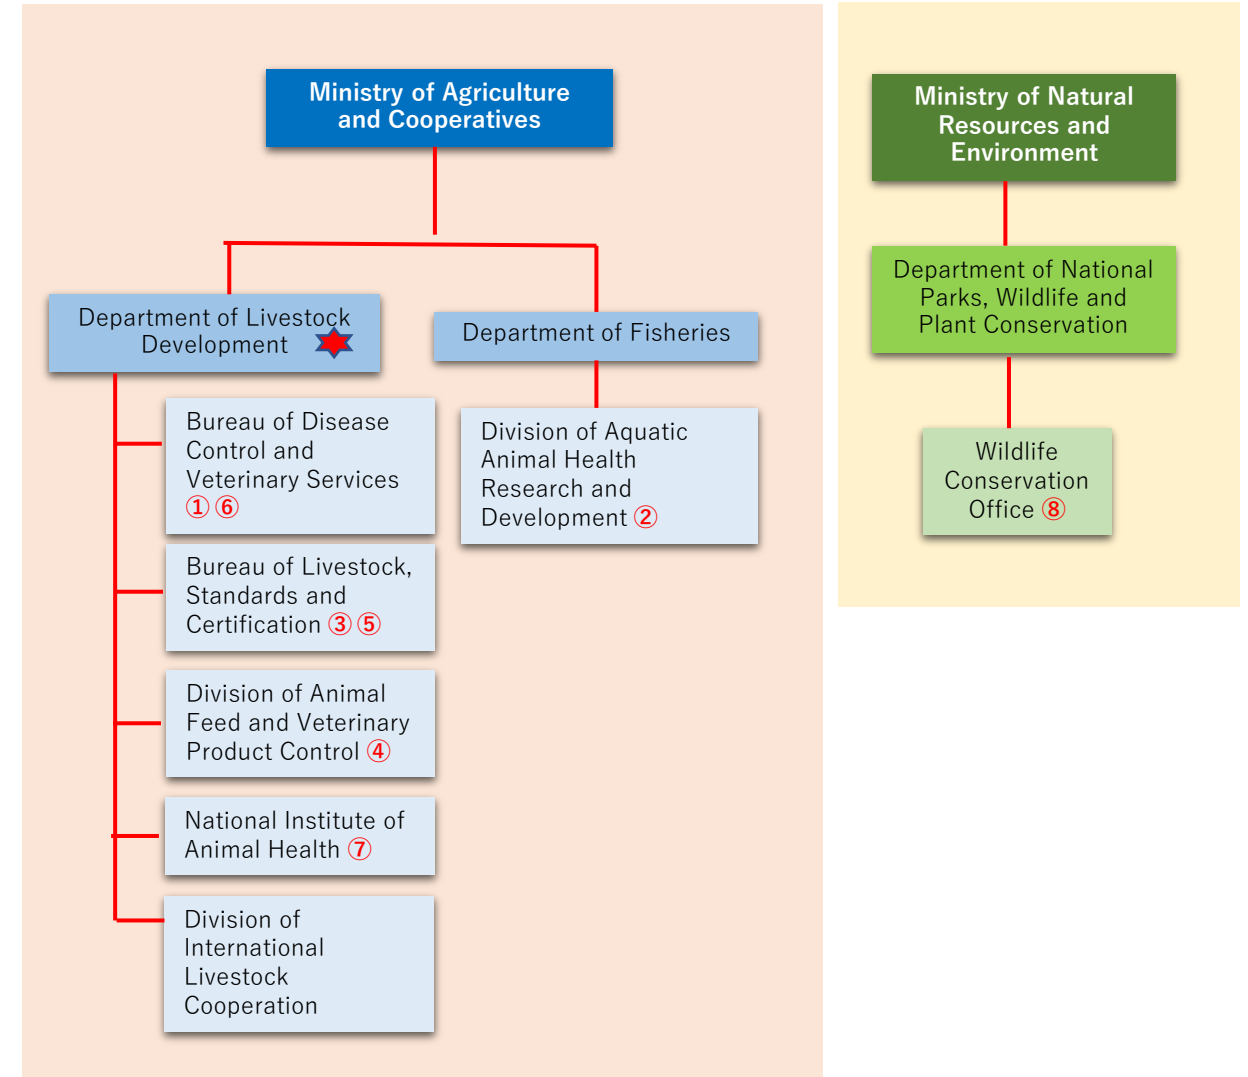 Ministry of Agriculture
and Cooperatives
Department of Livestock
Development
Bureau of Disease
Control and
Veterinary Services
①⑥
Bureau of Livestock,
Standards and
Certification ③⑤
Division of Animal
Feed and Veterinary
Product Control ④
National Institute of
Animal Health ⑦
Division of
International
Livestock
Cooperation
Department of Fisheries
Division of Aquatic
Animal Health
Research and
Development ②
Ministry of Natural
Resources and
Environment
Department of National
Parks, Wildlife and
Plant Conservation
Wildlife
Conservation
Office ⑧